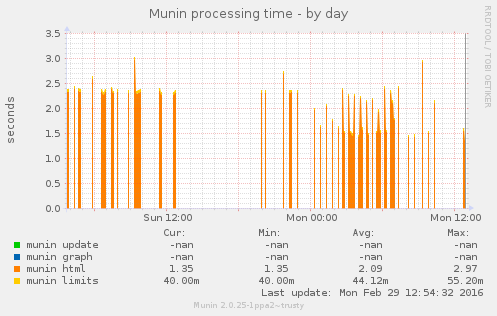 Munin processing time - by day
RRDTOOL / TOBI OETIKER
seconds
3.5
3.0
2.5
2.0
1.5
1.0
0.5
0.0
Sun 12:00 Mon 00:00 Mon 12:00
Cur: Min: Avg: Max:
munin update -nan -nan -nan -nan
munin graph -nan -nan -nan -nan
munin html 1.35 1.35 2.09 2.97
munin limits 40.00m 40.00m 44.12m 55.20m
Last update: Mon Feb 29 12:54:32 2016
Munin 2.0.25-1ppa2~trusty